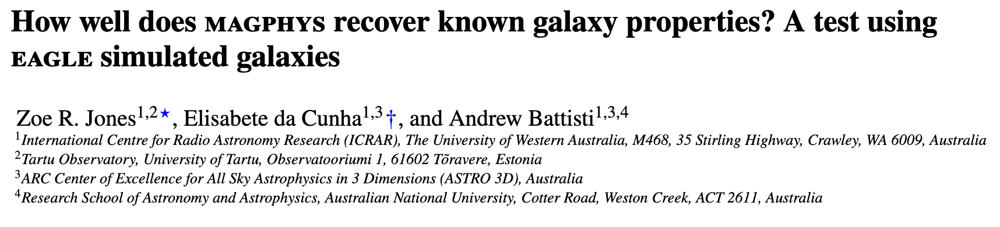 How well does MAGPHYS recover known galaxy properties? A test using
EAGLE simulated galaxies
Zoe R. Jones1,2★, Elisabete da Cunha1,3†, and Andrew Battisti1,3,4
1International Centre for Radio Astronomy Research (ICRAR), The University of Western Australia, M468, 35 Stirling Highway, Crawley, WA 6009, Australia
2Tartu Observatory, University of Tartu, Observatooriumi 1, 61602 Tõravere, Estonia
3ARC Center of Excellence for All Sky Astrophysics in 3 Dimensions (ASTRO 3D), Australia
4Research School of Astronomy and Astrophysics, Australian National University, Cotter Road, Weston Creek, ACT 2611, Australia